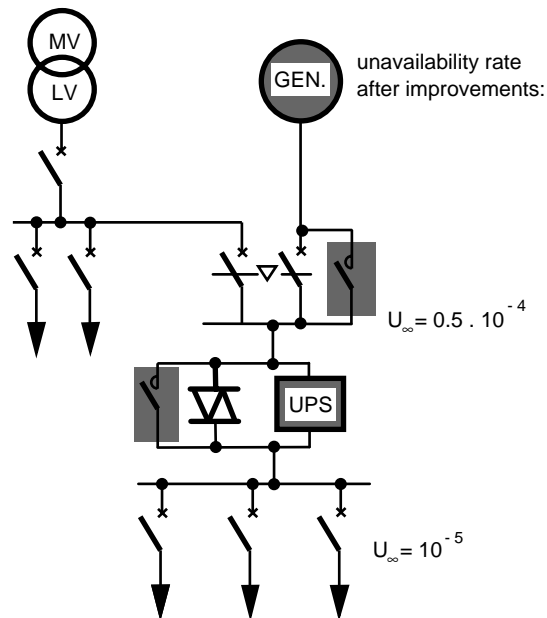 MV
LV
GEN.
unavailability rate
after improvements:
U∞= 0.5 . 10⁻⁴
UPS
U∞= 10⁻⁵